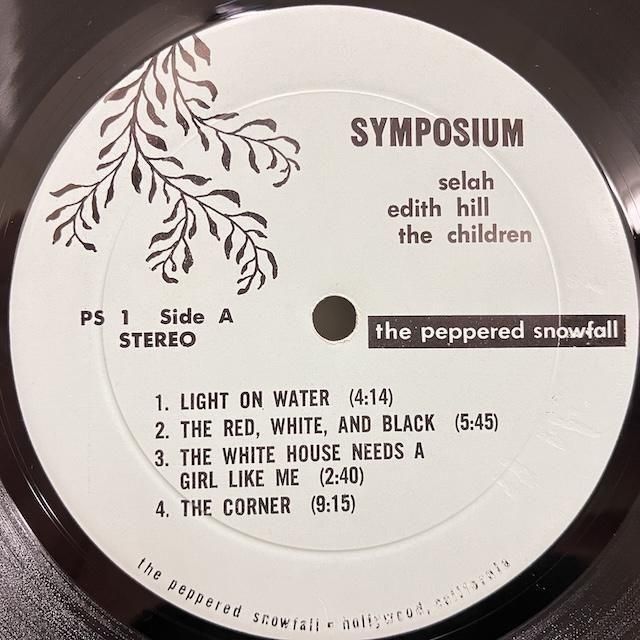 SYMPOSIUM
selah
edith hill
the children
PS 1 Side A
STEREO
the peppered snowfall
1. LIGHT ON WATER (4:14)
2. THE RED, WHITE, AND BLACK (5:45)
3. THE WHITE HOUSE NEEDS A
GIRL LIKE ME (2:40)
4. THE CORNER (9:15)
the peppered snowfall - hollywood, california